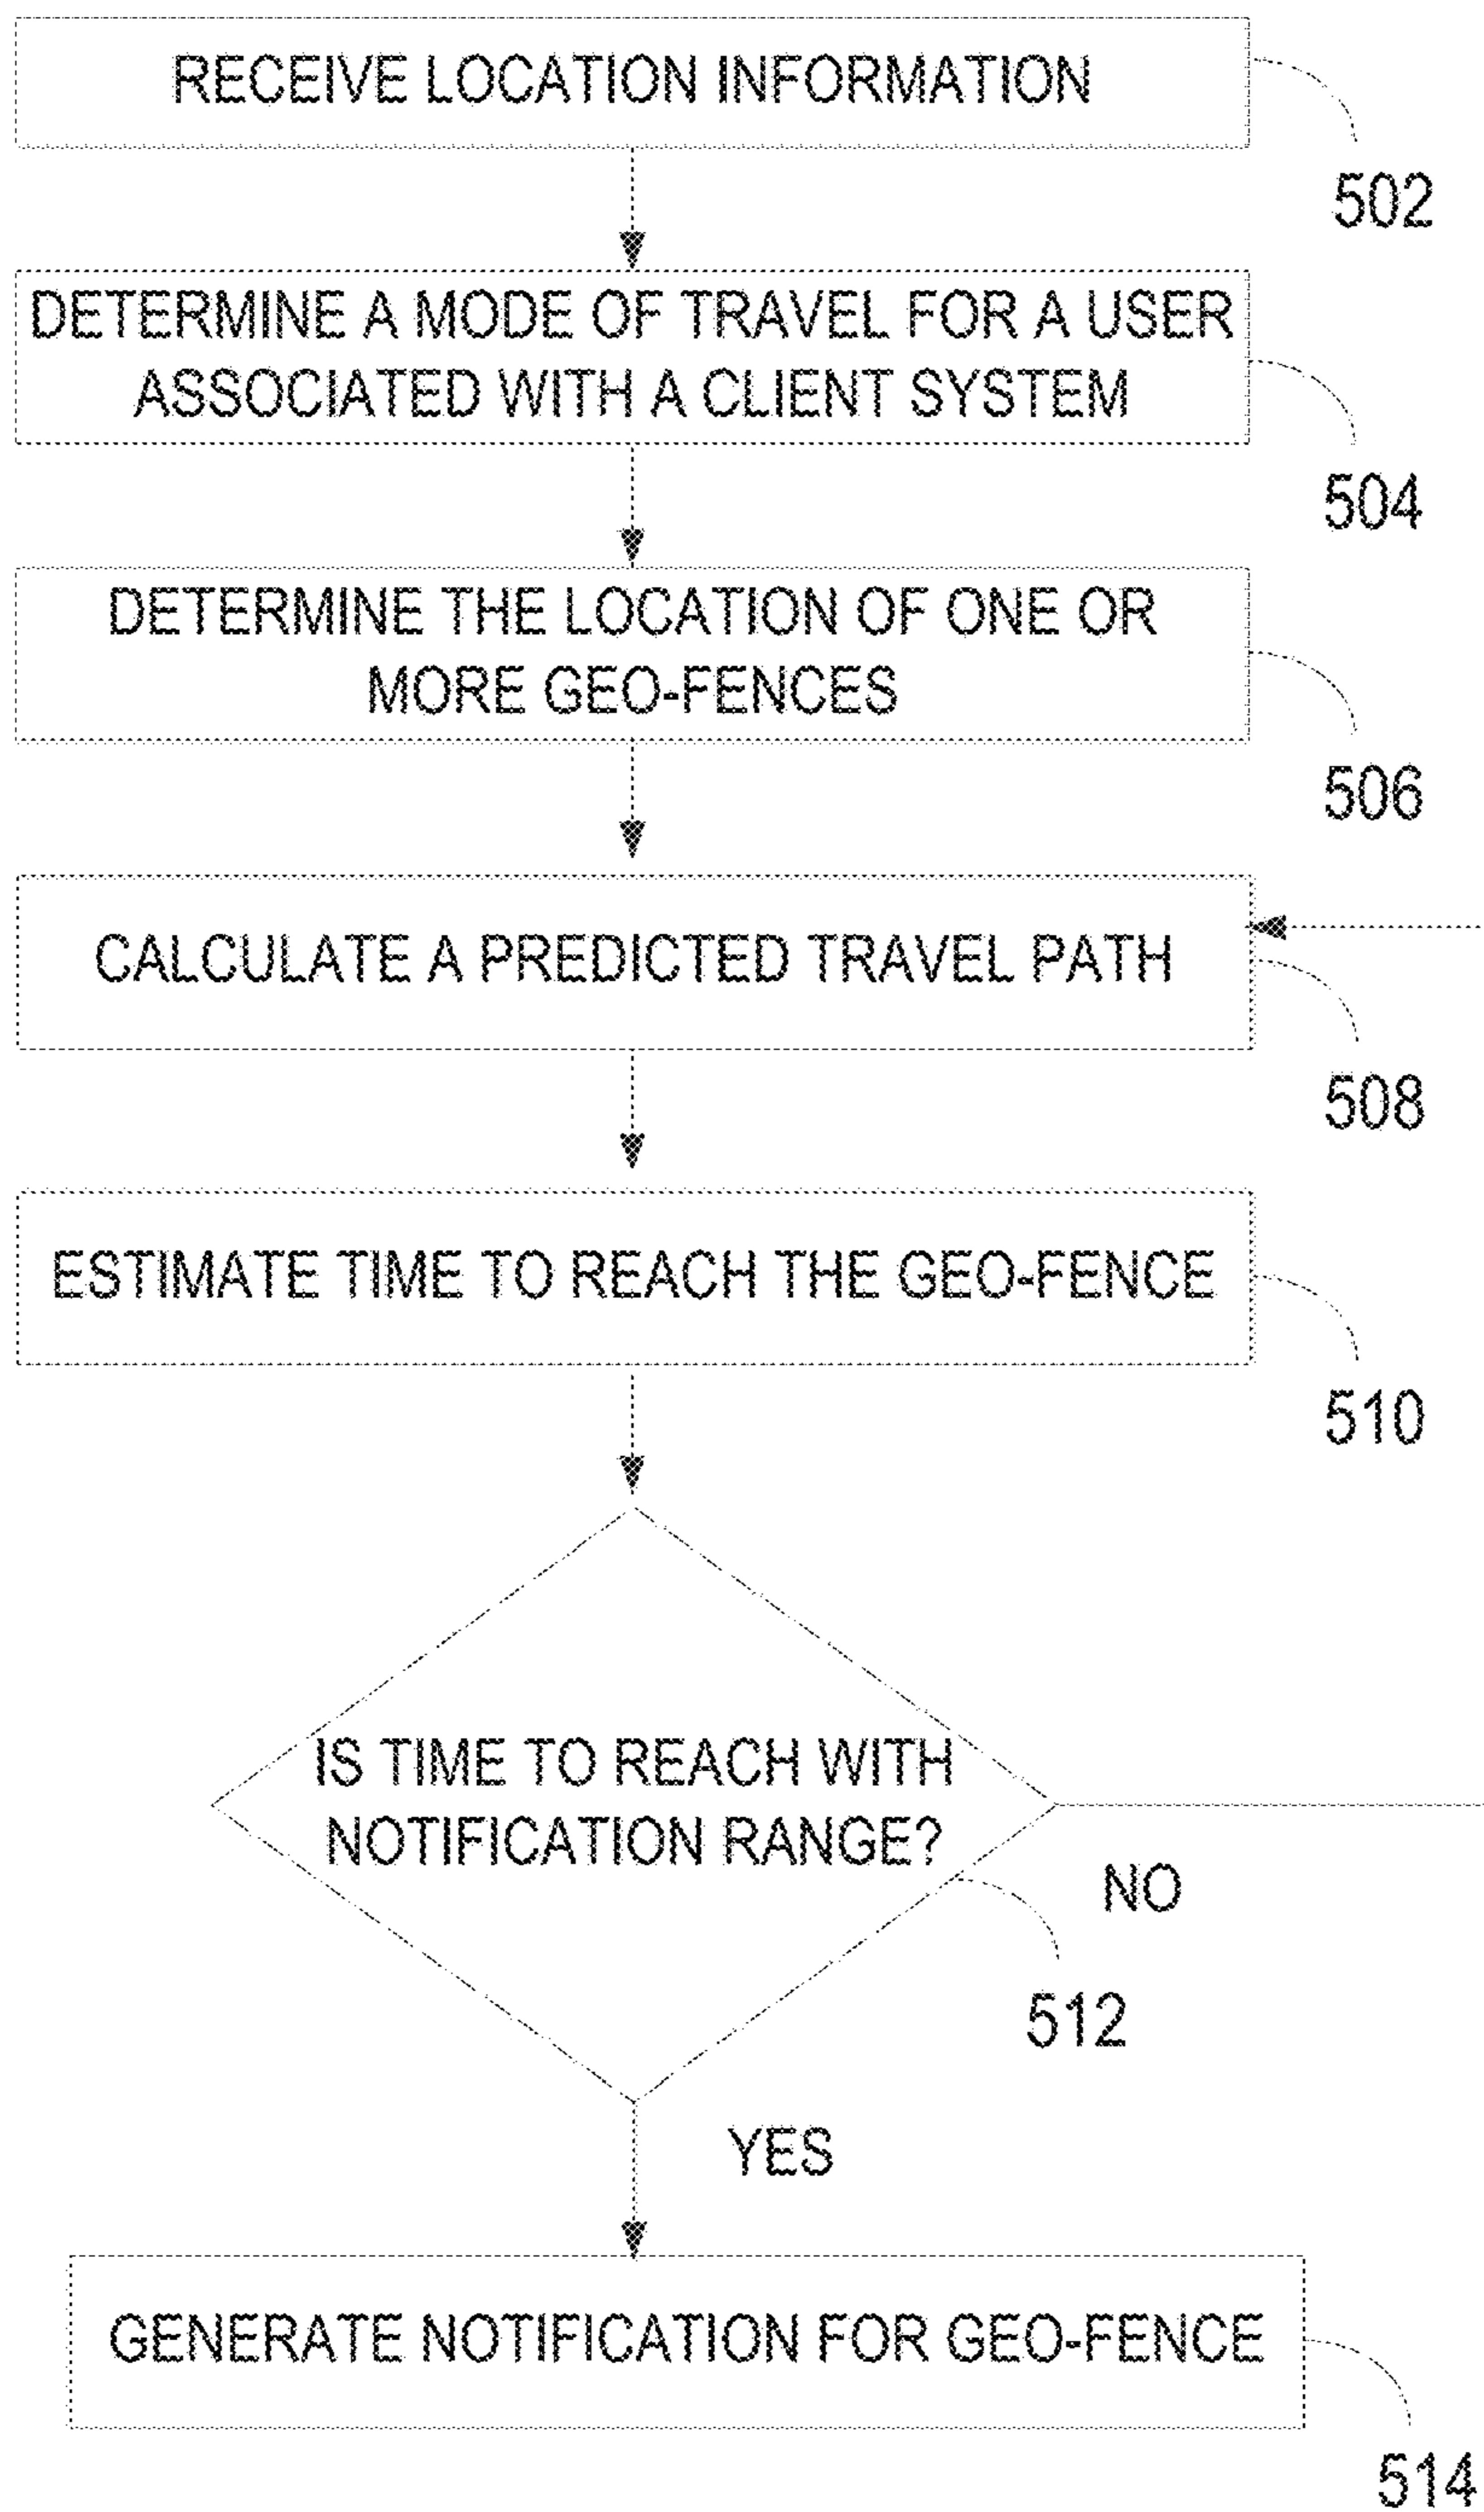 RECEIVE LOCATION INFORMATION
502
DETERMINE A MODE OF TRAVEL FOR A USER
ASSOCIATED WITH A CLIENT SYSTEM
504
DETERMINE THE LOCATION OF ONE OR
MORE GEO-FENCES
506
CALCULATE A PREDICTED TRAVEL PATH
508
ESTIMATE TIME TO REACH THE GEO-FENCE
510
IS TIME TO REACH WITH
NOTIFICATION RANGE?
NO
512
YES
GENERATE NOTIFICATION FOR GEO-FENCE
514